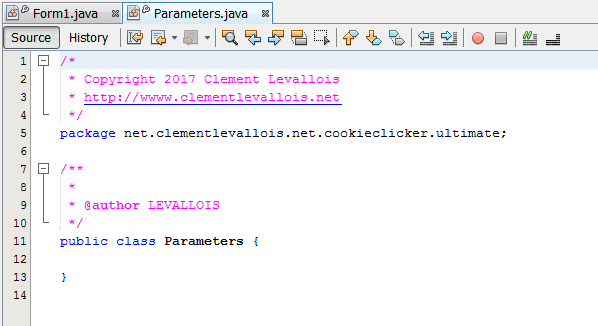 Form1.java Parameters.java
Source History
1 /*
2 * Copyright 2017 Clement Levallois
3 * http://wwww.clementlevallois.net
4 */
5 package net.clementlevallois.net.cookieclicker.ultimate;
6
7 /**
8 *
9 * @author LEVALLOIS
10 */
11 public class Parameters {
12
13 }
14